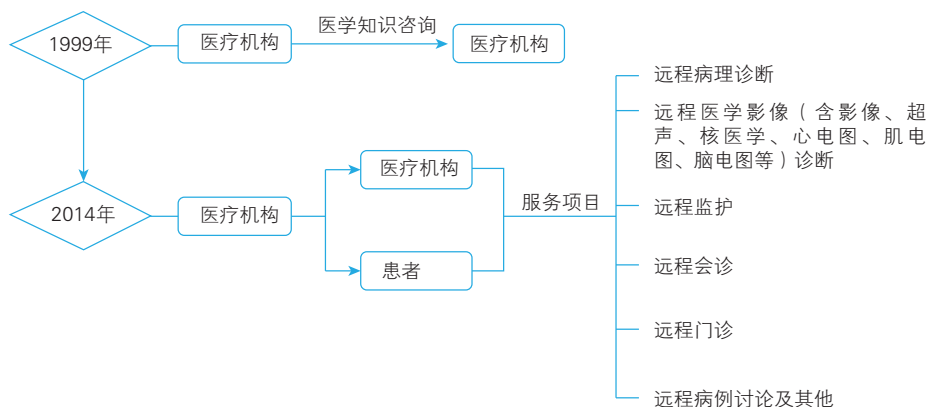 1999年
医疗机构
医学知识咨询
医疗机构
2014年
医疗机构
医疗机构
患者
服务项目
远程病理诊断
远程医学影像（含影像、超
声、核医学、心电图、肌电
图、脑电图等）诊断
远程监护
远程会诊
远程门诊
远程病例讨论及其他